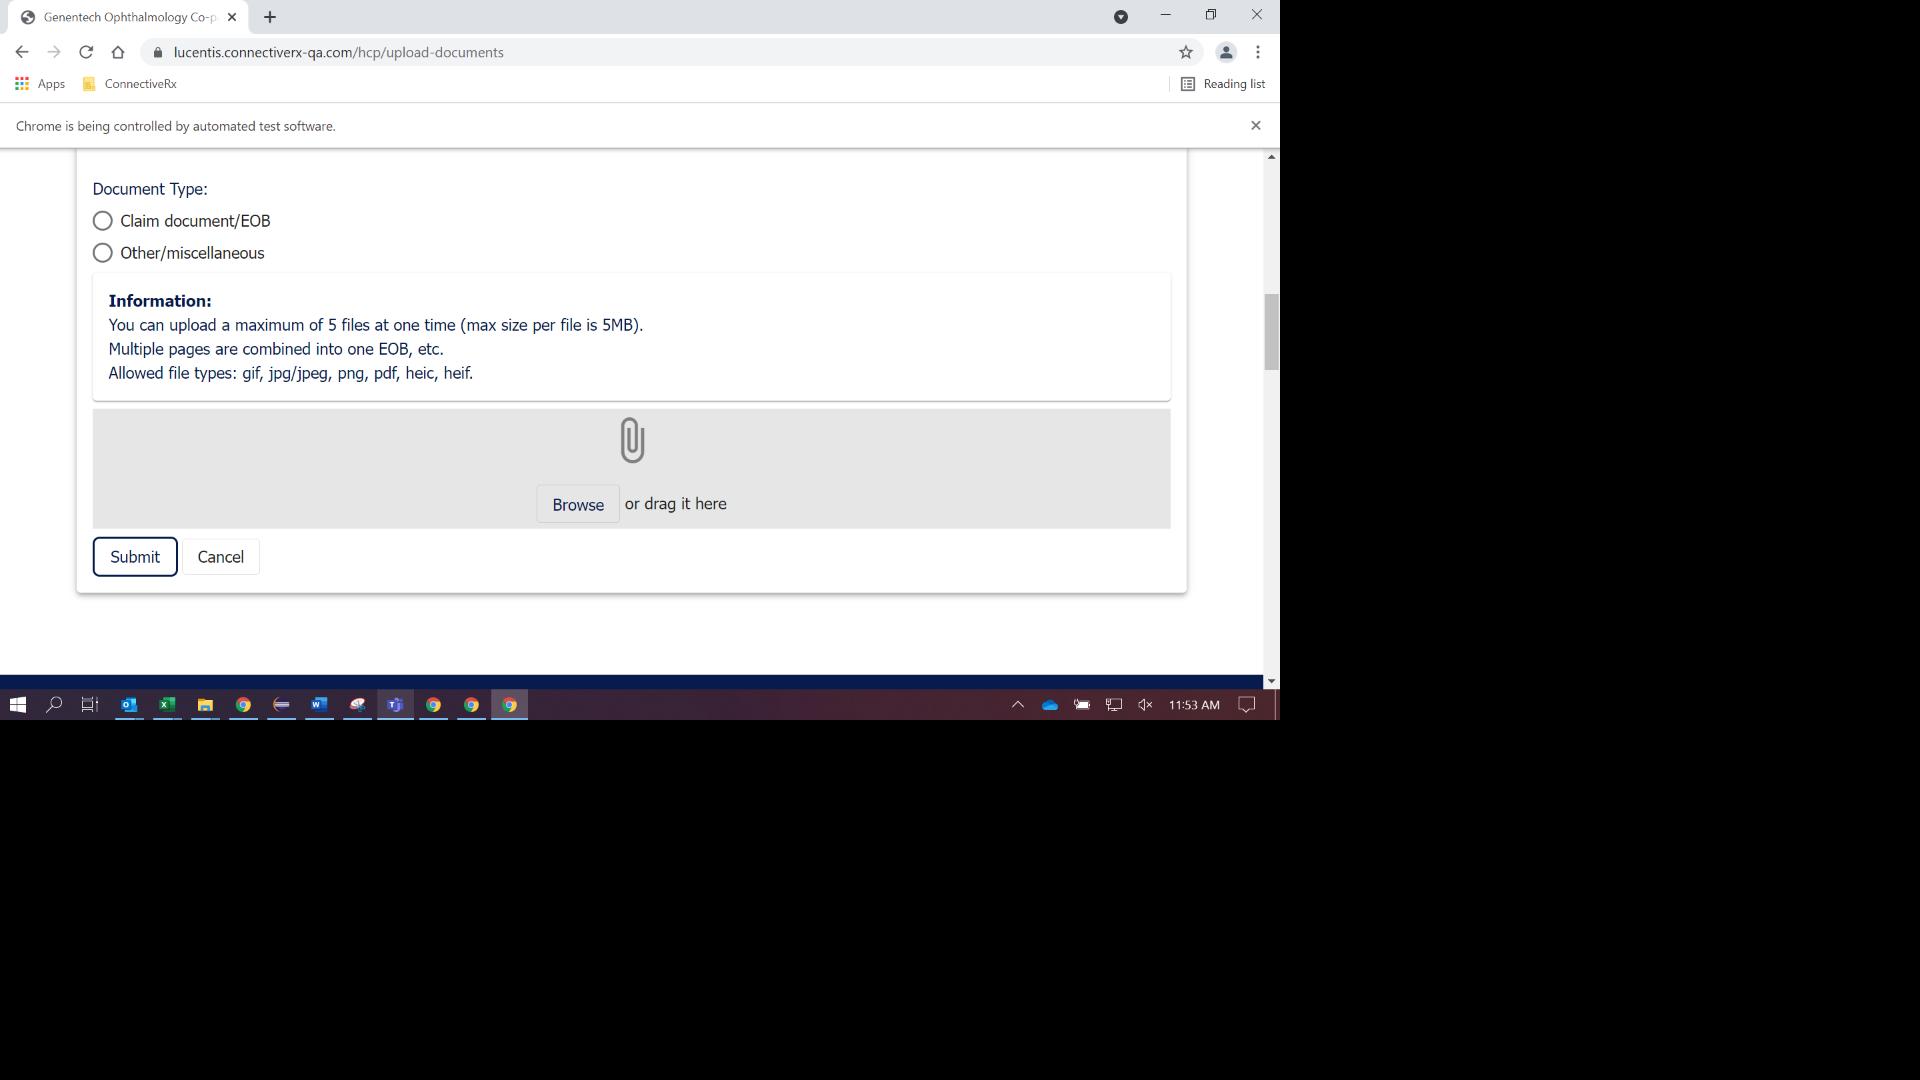 Genentech Ophthalmology Co-p
lucentis.connectiverx-qa.com/hcp/upload-documents
Apps
ConnectiveRx
Reading list
Chrome is being controlled by automated test software.
Document Type:
Claim document/EOB
Other/miscellaneous
Information:
You can upload a maximum of 5 files at one time (max size per file is 5MB).
Multiple pages are combined into one EOB, etc.
Allowed file types: gif, jpg/jpeg, png, pdf, heic, heif.
Browse or drag it here
Submit Cancel
11:53 AM